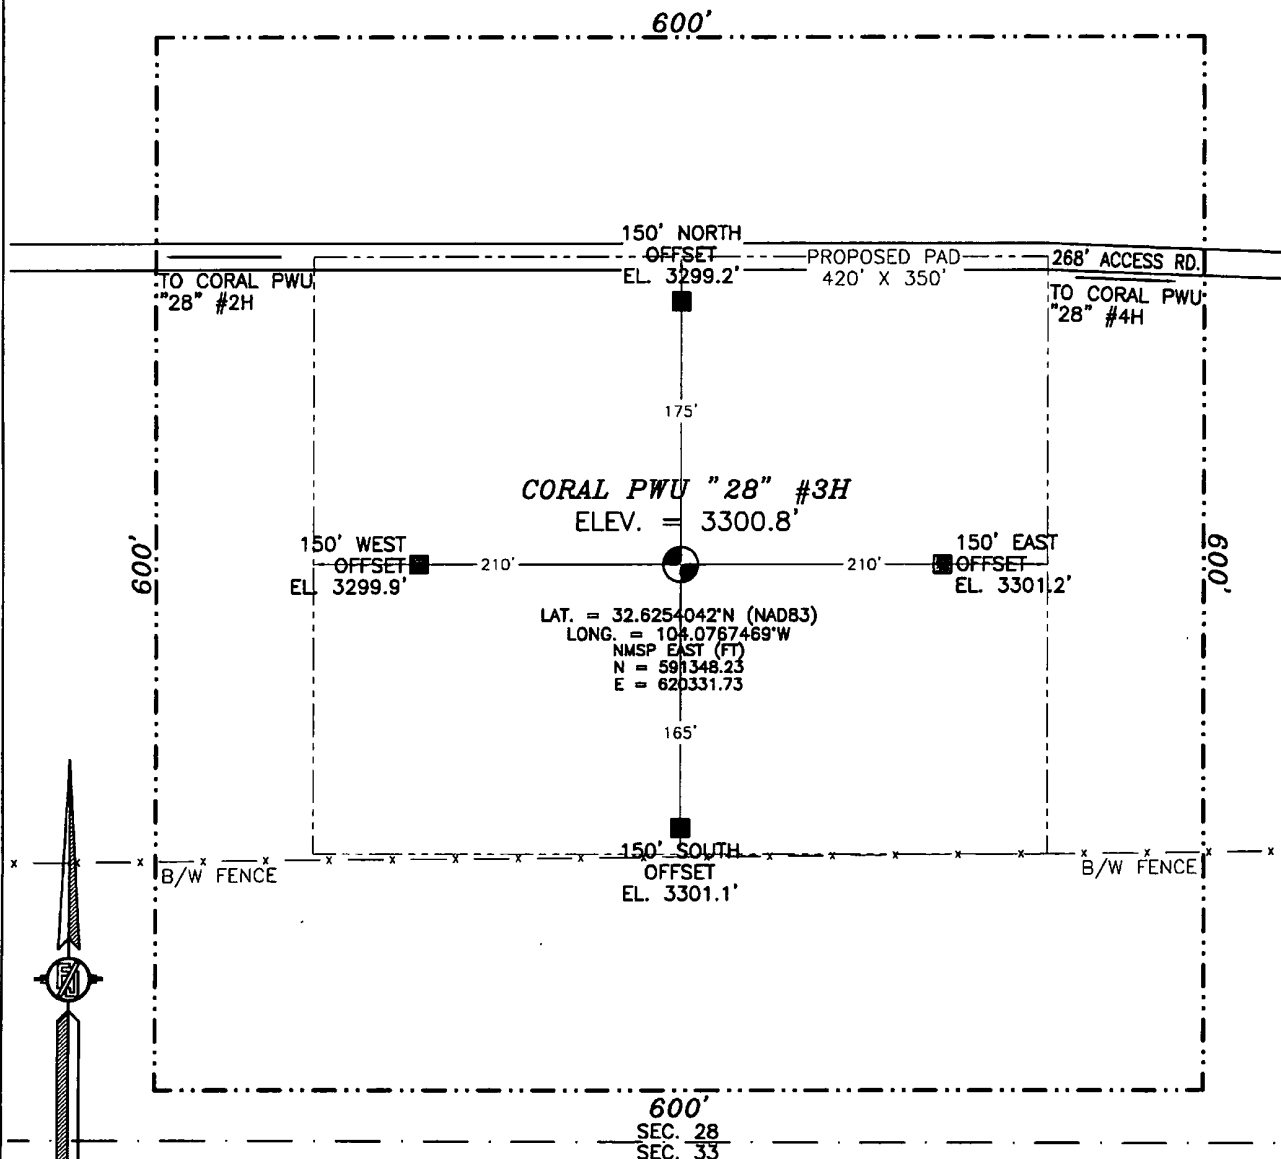 600'
150' NORTH
OFFSET
EL. 3299.2'
PROPOSED PAD
420' X 350'
268' ACCESS RD.
TO CORAL PWU
"28" #2H
TO CORAL PWU
"28" #4H
175'
CORAL PWU "28" #3H
ELEV. = 3300.8'
600'
150' WEST
OFFSET
EL. 3299.9'
210'
210'
150' EAST
OFFSET
EL. 3301.2'
600'
LAT. = 32.6254042°N (NAD83)
LONG. = 104.0767469°W
NMSP EAST (FT)
N = 591348.23
E = 620331.73
165'
150' SOUTH
OFFSET
EL. 3301.1'
B/W FENCE
B/W FENCE
600'
SEC. 28
SEC. 33